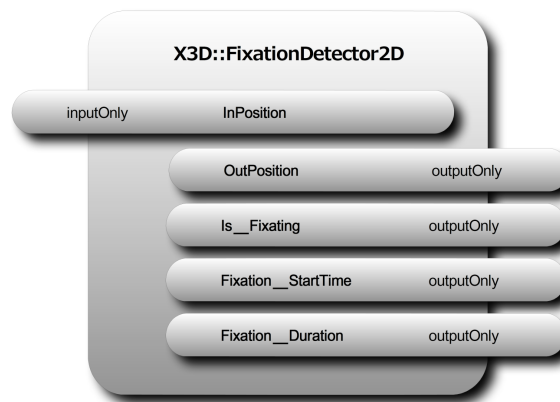 X3D::FixationDetector2D
inputOnly InPosition
OutPosition outputOnly
Is__Fixating outputOnly
Fixation__StartTime outputOnly
Fixation__Duration outputOnly